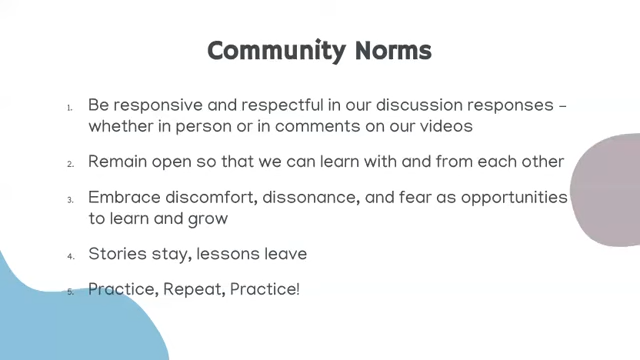 Community Norms
1. Be responsive and respectful in our discussion responses –
whether in person or in comments on our videos
2. Remain open so that we can learn with and from each other
3. Embrace discomfort, dissonance, and fear as opportunities
to learn and grow
4. Stories stay, lessons leave
5. Practice, Repeat, Practice!